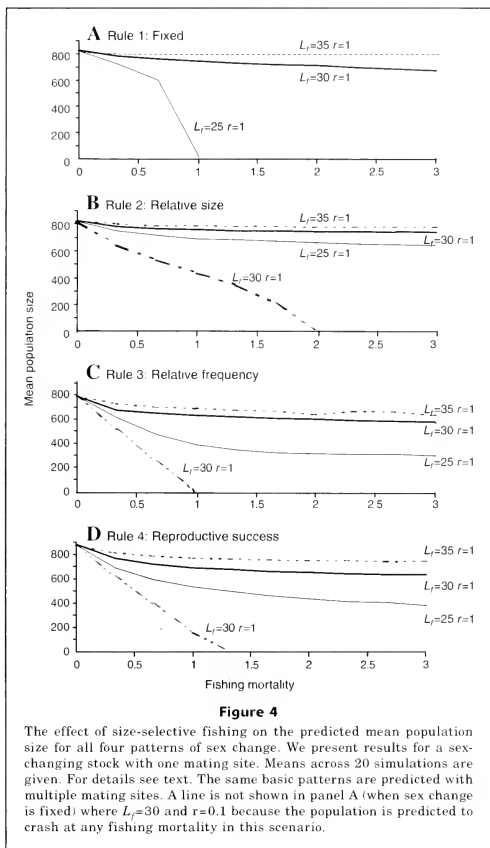 A Rule 1: Fixed
800
600
400
200
0
L_f=35 r=1
L_f=30 r=1
L_f=25 r=1
0 0.5 1 1.5 2 2.5 3
B Rule 2: Relative size
800
600
400
200
0
L_f=35 r=1
L_f=30 r=1
L_f=25 r=1
L_f=30 r=1
0 0.5 1 1.5 2 2.5 3
Mean population size
C Rule 3: Relative frequency
800
600
400
200
0
L_f=35 r=1
L_f=30 r=1
L_f=25 r=1
L_f=30 r=1
0 0.5 1 1.5 2 2.5 3
D Rule 4: Reproductive success
800
600
400
200
0
L_f=35 r=1
L_f=30 r=1
L_f=25 r=1
L_f=30 r=1
0 0.5 1 1.5 2 2.5 3
Fishing mortality
Figure 4
The effect of size-selective fishing on the predicted mean population
size for all four patterns of sex change. We present results for a sex-
changing stock with one mating site. Means across 20 simulations are
given. For details see text. The same basic patterns are predicted with
multiple mating sites. A line is not shown in panel A (when sex change
is fixed) where L_f=30 and r=0.1 because the population is predicted to
crash at any fishing mortality in this scenario.